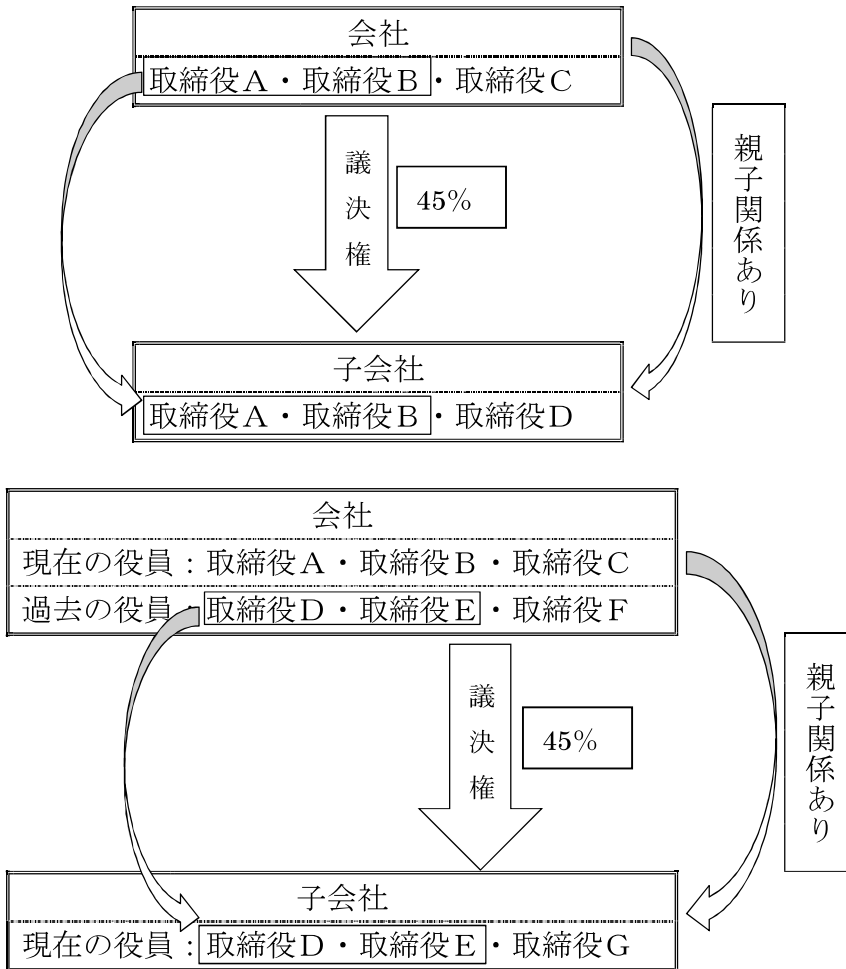 会社
取締役A・取締役B・取締役C
議決権
45%
親子関係あり
子会社
取締役A・取締役B・取締役D
会社
現在の役員：取締役A・取締役B・取締役C
過去の役員：取締役D・取締役E・取締役F
議決権
45%
親子関係あり
子会社
現在の役員：取締役D・取締役E・取締役G